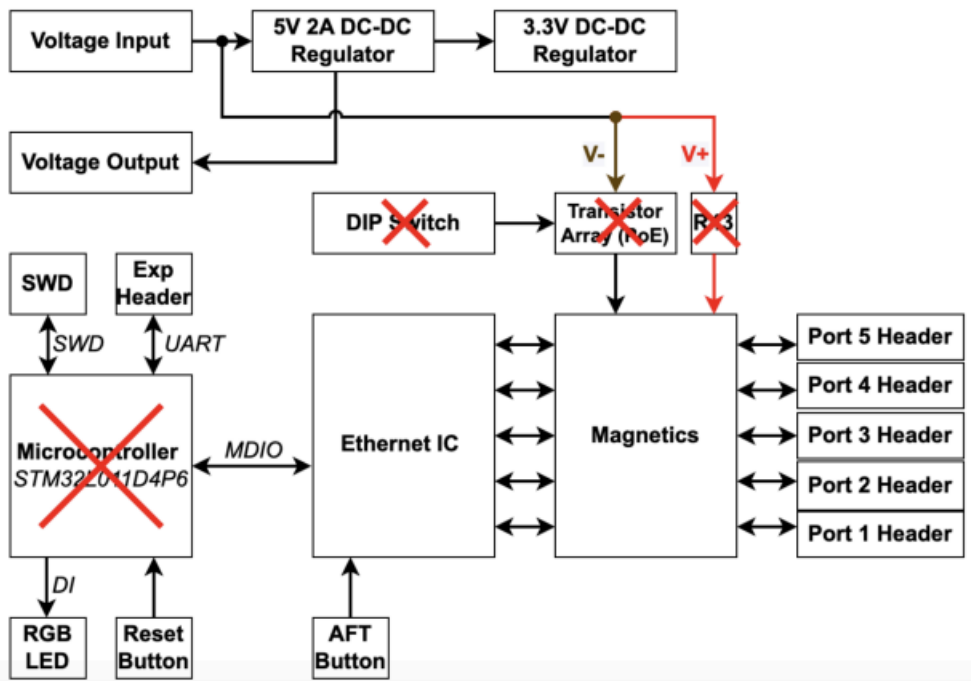 Voltage Input
5V 2A DC-DC
Regulator
3.3V DC-DC
Regulator
Voltage Output
V-
V+
DIP Switch
Transistor
Array (PoE)
SWD
Exp
Header
SWD
UART
Port 5 Header
Port 4 Header
Port 3 Header
Port 2 Header
Port 1 Header
Microcontroller
MDIO
Ethernet IC
Magnetics
DI
RGB
LED
Reset
Button
AFT
Button